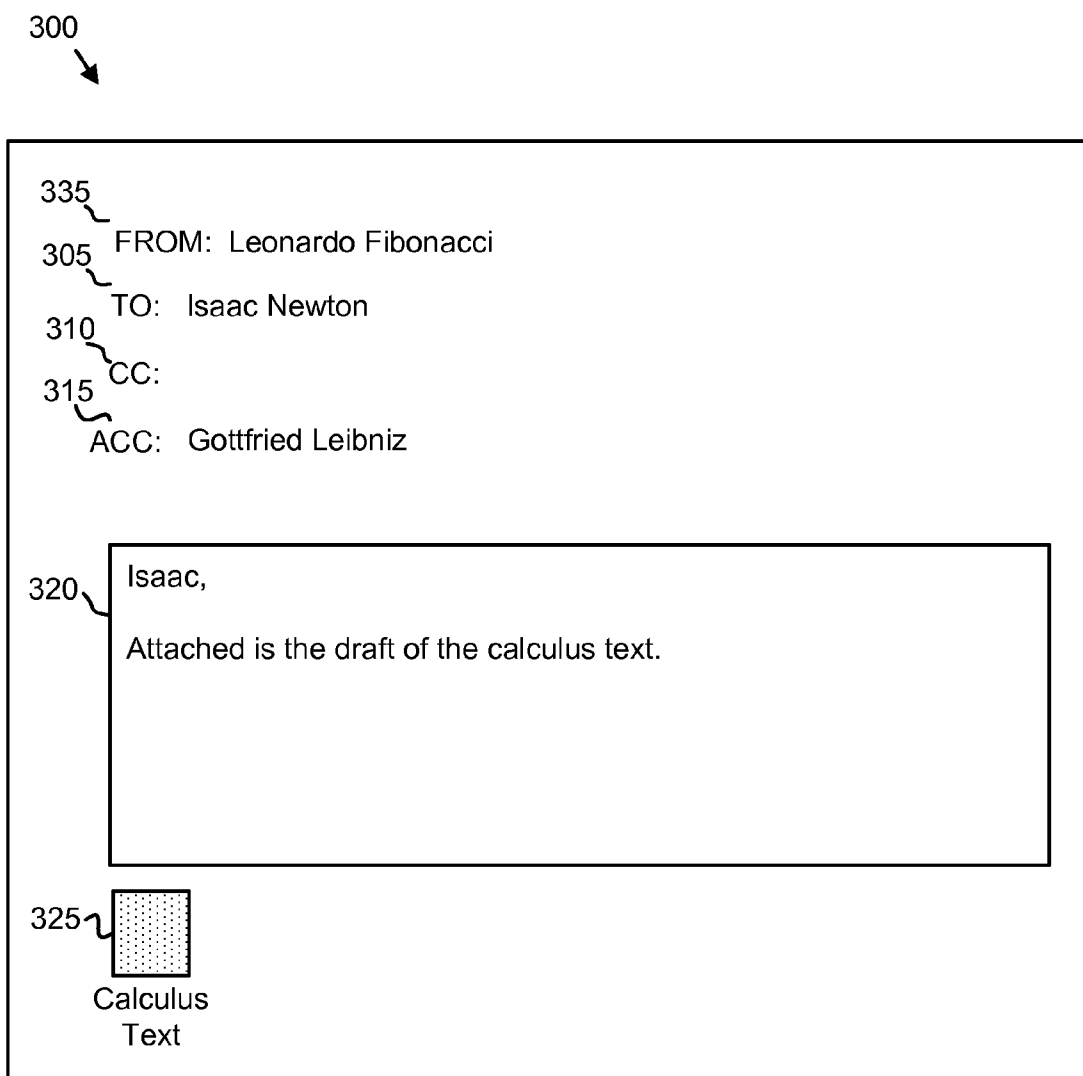 300
335
FROM: Leonardo Fibonacci
305
TO: Isaac Newton
310
CC:
315
ACC: Gottfried Leibniz
320
Isaac,
Attached is the draft of the calculus text.
325
Calculus
Text